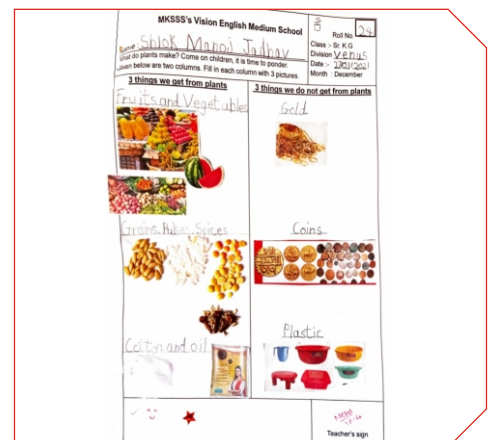 MKSSS's Vision English Medium School
Roll No. 24
Name:- Shlok Manoj Jadhav
Class :- Sr. K.G
Division Venus
What do plants make? Come on children, it is time to ponder.
Given below are two columns. Fill in each column with 3 pictures.
Date :-
Month : December
3 things we get from plants
3 things we do not get from plants
Fruits and Vegetables
Gold
Grains, Pulses, Spices
Coins
Cotton and oil
Plastic
Teacher's sign